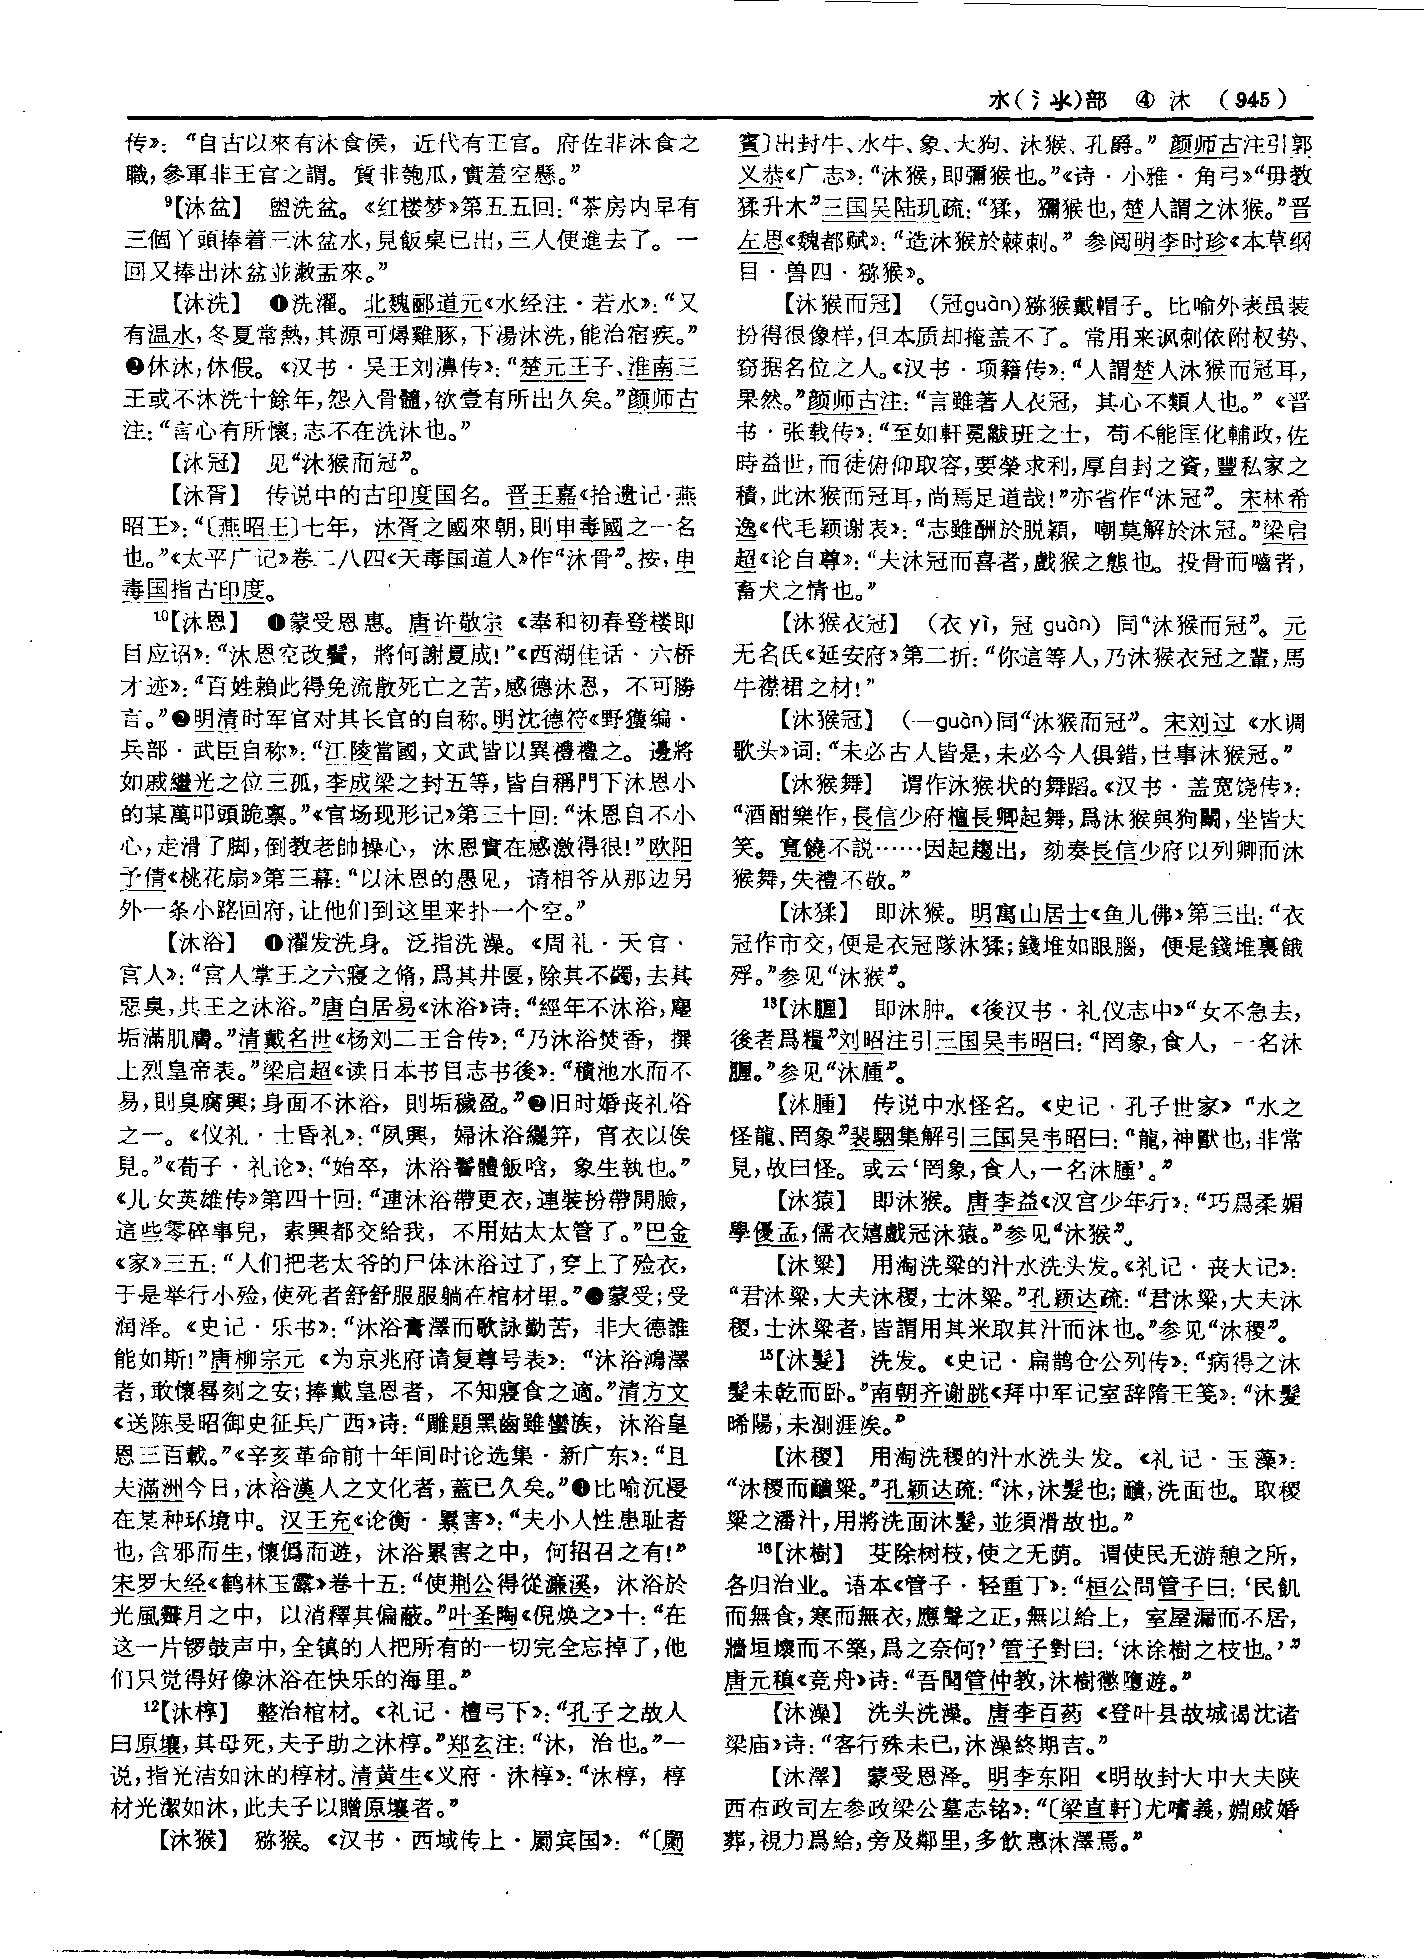 水(氵氺)部 ④ 沐 (945)
传》：“自古以來有沐食侯，近代有王官。府佐非沐食之
職，參軍非王官之謂。質非匏瓜，實羞空懸。”
⁹【沐盆】 盥洗盆。《红楼梦》第五五回：“茶房内早有
三個丫頭捧着三沐盆水，見飯桌已出，三人便進去了。一
回又捧出沐盆並漱盂來。”
【沐洗】 ❶洗濯。北魏郦道元《水经注·若水》：“又
有温水，冬夏常熱，其源可燖雞豚，下湯沐洗，能治宿疾。”
❷休沐，休假。《汉书·吴王刘濞传》：“楚元王子、淮南三
王或不沐洗十餘年，怨入骨髓，欲壹有所出久矣。”颜师古
注：“言心有所懷，志不在洗沐也。”
【沐冠】 见“沐猴而冠”。
【沐胥】 传说中的古印度国名。晋王嘉《拾遗记·燕
昭王》：“〔燕昭王〕七年，沐胥之國來朝，則申毒國之一名
也。”《太平广记》卷二八四《天毒国道人》作“沐骨”。按，申
毒国指古印度。
¹⁰【沐恩】 ❶蒙受恩惠。唐许敬宗《奉和初春登楼即
目应诏》：“沐恩空改鬢，將何謝夏成！”《西湖佳话·六桥
才迹》：“百姓賴此得免流散死亡之苦，感德沐恩，不可勝
言。”❷明清时军官对其长官的自称。明沈德符《野獲编·
兵部·武臣自称》：“江陵當國，文武皆以異禮禮之。邊將
如戚繼光之位三孤，李成梁之封五等，皆自稱門下沐恩小
的某萬叩頭跪禀。”《官场现形记》第三十回：“沐恩自不小
心，走滑了脚，倒教老帥操心，沐恩實在感激得很！”欧阳
予倩《桃花扇》第三幕：“以沐恩的愚见，请相爷从那边另
外一条小路回府，让他们到这里来扑一个空。”
【沐浴】 ❶濯发洗身。泛指洗澡。《周礼·天官·
宫人》：“宫人掌王之六寢之脩，爲其井匽，除其不蠲，去其
惡臭，共王之沐浴。”唐白居易《沐浴》诗：“經年不沐浴，塵
垢滿肌膚。”清戴名世《杨刘二王合传》：“乃沐浴焚香，撰
上烈皇帝表。”梁启超《读日本书目志书後》：“積池水而不
易，則臭腐興；身面不沐浴，則垢穢盈。”❷旧时婚丧礼俗
之一。《仪礼·士昏礼》：“夙興，婦沐浴纚笄，宵衣以俟
見。”《荀子·礼论》：“始卒，沐浴鬠體飯唅，象生執也。”
《儿女英雄传》第四十回：“連沐浴帶更衣，連裝扮帶開臉，
這些零碎事兒，索興都交給我，不用姑太太管了。”巴金
《家》三五：“人们把老太爷的尸体沐浴过了，穿上了殓衣，
于是举行小殓，使死者舒舒服服躺在棺材里。”❸蒙受；受
润泽。《史记·乐书》：“沐浴膏澤而歌詠勤苦，非大德誰
能如斯！”唐柳宗元《为京兆府请复尊号表》：“沐浴鴻澤
者，敢懷晷刻之安；捧戴皇恩者，不知寢食之適。”清方文
《送陈旻昭御史征兵广西》诗：“雕題黑齒雖蠻族，沐浴皇
恩三百載。”《辛亥革命前十年间时论选集·新广东》：“且
夫滿洲今日，沐浴漢人之文化者，蓋已久矣。”❹比喻沉浸
在某种环境中。汉王充《论衡·累害》：“夫小人性患耻者
也，含邪而生，懷僞而遊，沐浴累害之中，何招召之有！”
宋罗大经《鹤林玉露》卷十五：“使荆公得從濂溪，沐浴於
光風霽月之中，以消釋其偏蔽。”叶圣陶《倪焕之》十：“在
这一片锣鼓声中，全镇的人把所有的一切完全忘掉了，他
们只觉得好像沐浴在快乐的海里。”
¹²【沐椁】 整治棺材。《礼记·檀弓下》：“孔子之故人
曰原壤，其母死，夫子助之沐椁。”郑玄注：“沐，治也。”一
说，指光洁如沐的椁材。清黄生《义府·沐椁》：“沐椁，椁
材光潔如沐，此夫子以贈原壤者。”
【沐猴】 猕猴。《汉书·西域传上·罽宾国》：“〔罽
賓〕出封牛、水牛、象、大狗、沐猴、孔爵。”颜师古注引郭
义恭《广志》：“沐猴，即彌猴也。”《诗·小雅·角弓》“毋教
猱升木”三国吴陆玑疏：“猱，獼猴也，楚人謂之沐猴。”晋
左思《魏都赋》：“造沐猴於棘刺。”参阅明李时珍《本草纲
目·兽四·猕猴》。
【沐猴而冠】 （冠guàn）猕猴戴帽子。比喻外表虽装
扮得很像样，但本质却掩盖不了。常用来讽刺依附权势、
窃据名位之人。《汉书·项籍传》：“人謂楚人沐猴而冠耳，
果然。”颜师古注：“言雖著人衣冠，其心不類人也。”《晋
书·张载传》：“至如軒冕黻班之士，苟不能匡化輔政，佐
時益世，而徒俯仰取容，要榮求利，厚自封之資，豐私家之
積，此沐猴而冠耳，尚焉足道哉！”亦省作“沐冠”。宋林希
逸《代毛颖谢表》：“志雖酬於脱穎，嘲莫解於沐冠。”梁启
超《论自尊》：“夫沐冠而喜者，戲猴之態也。投骨而嚙者，
畜犬之情也。”
【沐猴衣冠】 （衣 yì，冠 guàn）同“沐猴而冠”。元
无名氏《延安府》第二折：“你這等人，乃沐猴衣冠之輩，馬
牛襟裾之材！”
【沐猴冠】 （—guàn）同“沐猴而冠”。宋刘过《水调
歌头》词：“未必古人皆是，未必今人俱錯，世事沐猴冠。”
【沐猴舞】 谓作沐猴状的舞蹈。《汉书·盖宽饶传》：
“酒酣樂作，長信少府檀長卿起舞，爲沐猴與狗鬭，坐皆大
笑。寬饒不説……因起趨出，劾奏長信少府以列卿而沐
猴舞，失禮不敬。”
【沐猱】 即沐猴。明寓山居士《鱼儿佛》第三出：“衣
冠作市交，便是衣冠隊沐猱；錢堆如眼腦，便是錢堆裏餓
殍。”参见“沐猴”。
¹³【沐腫】 即沐肿。《後汉书·礼仪志中》“女不急去，
後者爲糧”刘昭注引三国吴韦昭曰：“罔象，食人，一名沐
腫。”参见“沐腫”。
【沐腫】 传说中水怪名。《史记·孔子世家》“水之
怪龍、罔象”裴駰集解引三国吴韦昭曰：“龍，神獸也，非常
見，故曰怪。或云‘罔象，食人，一名沐腫’。”
【沐猿】 即沐猴。唐李益《汉宫少年行》：“巧爲柔媚
學優孟，儒衣嬉戲冠沐猿。”参见“沐猴”。
【沐粱】 用淘洗粱的汁水洗头发。《礼记·丧大记》：
“君沐粱，大夫沐稷，士沐粱。”孔颖达疏：“君沐粱，大夫沐
稷，士沐粱者，皆謂用其米取其汁而沐也。”参见“沐稷”。
¹⁵【沐髮】 洗发。《史记·扁鹊仓公列传》：“病得之沐
髮未乾而卧。”南朝齐谢朓《拜中军记室辞隋王笺》：“沐髮
晞陽，未測涯涘。”
【沐稷】 用淘洗稷的汁水洗头发。《礼记·玉藻》：
“沐稷而靧粱。”孔颖达疏：“沐，沐髮也；靧，洗面也。取稷
粱之潘汁，用將洗面沐髮，並須滑故也。”
¹⁶【沐樹】 芟除树枝，使之无荫。谓使民无游憩之所，
各归治业。语本《管子·轻重丁》：“桓公問管子曰：‘民飢
而無食，寒而無衣，應聲之正，無以給上，室屋漏而不居，
牆垣壞而不築，爲之奈何？’管子對曰：‘沐涂樹之枝也。’”
唐元稹《竞舟》诗：“吾聞管仲教，沐樹懲墮遊。”
【沐澡】 洗头洗澡。唐李百药《登叶县故城谒沈诸
梁庙》诗：“客行殊未已，沐澡終期吉。”
【沐澤】 蒙受恩泽。明李东阳《明故封大中大夫陕
西布政司左参政梁公墓志铭》：“〔梁直軒〕尤嗜義，嫺戚婚
葬，視力爲給，旁及鄰里，多飲惠沐澤焉。”